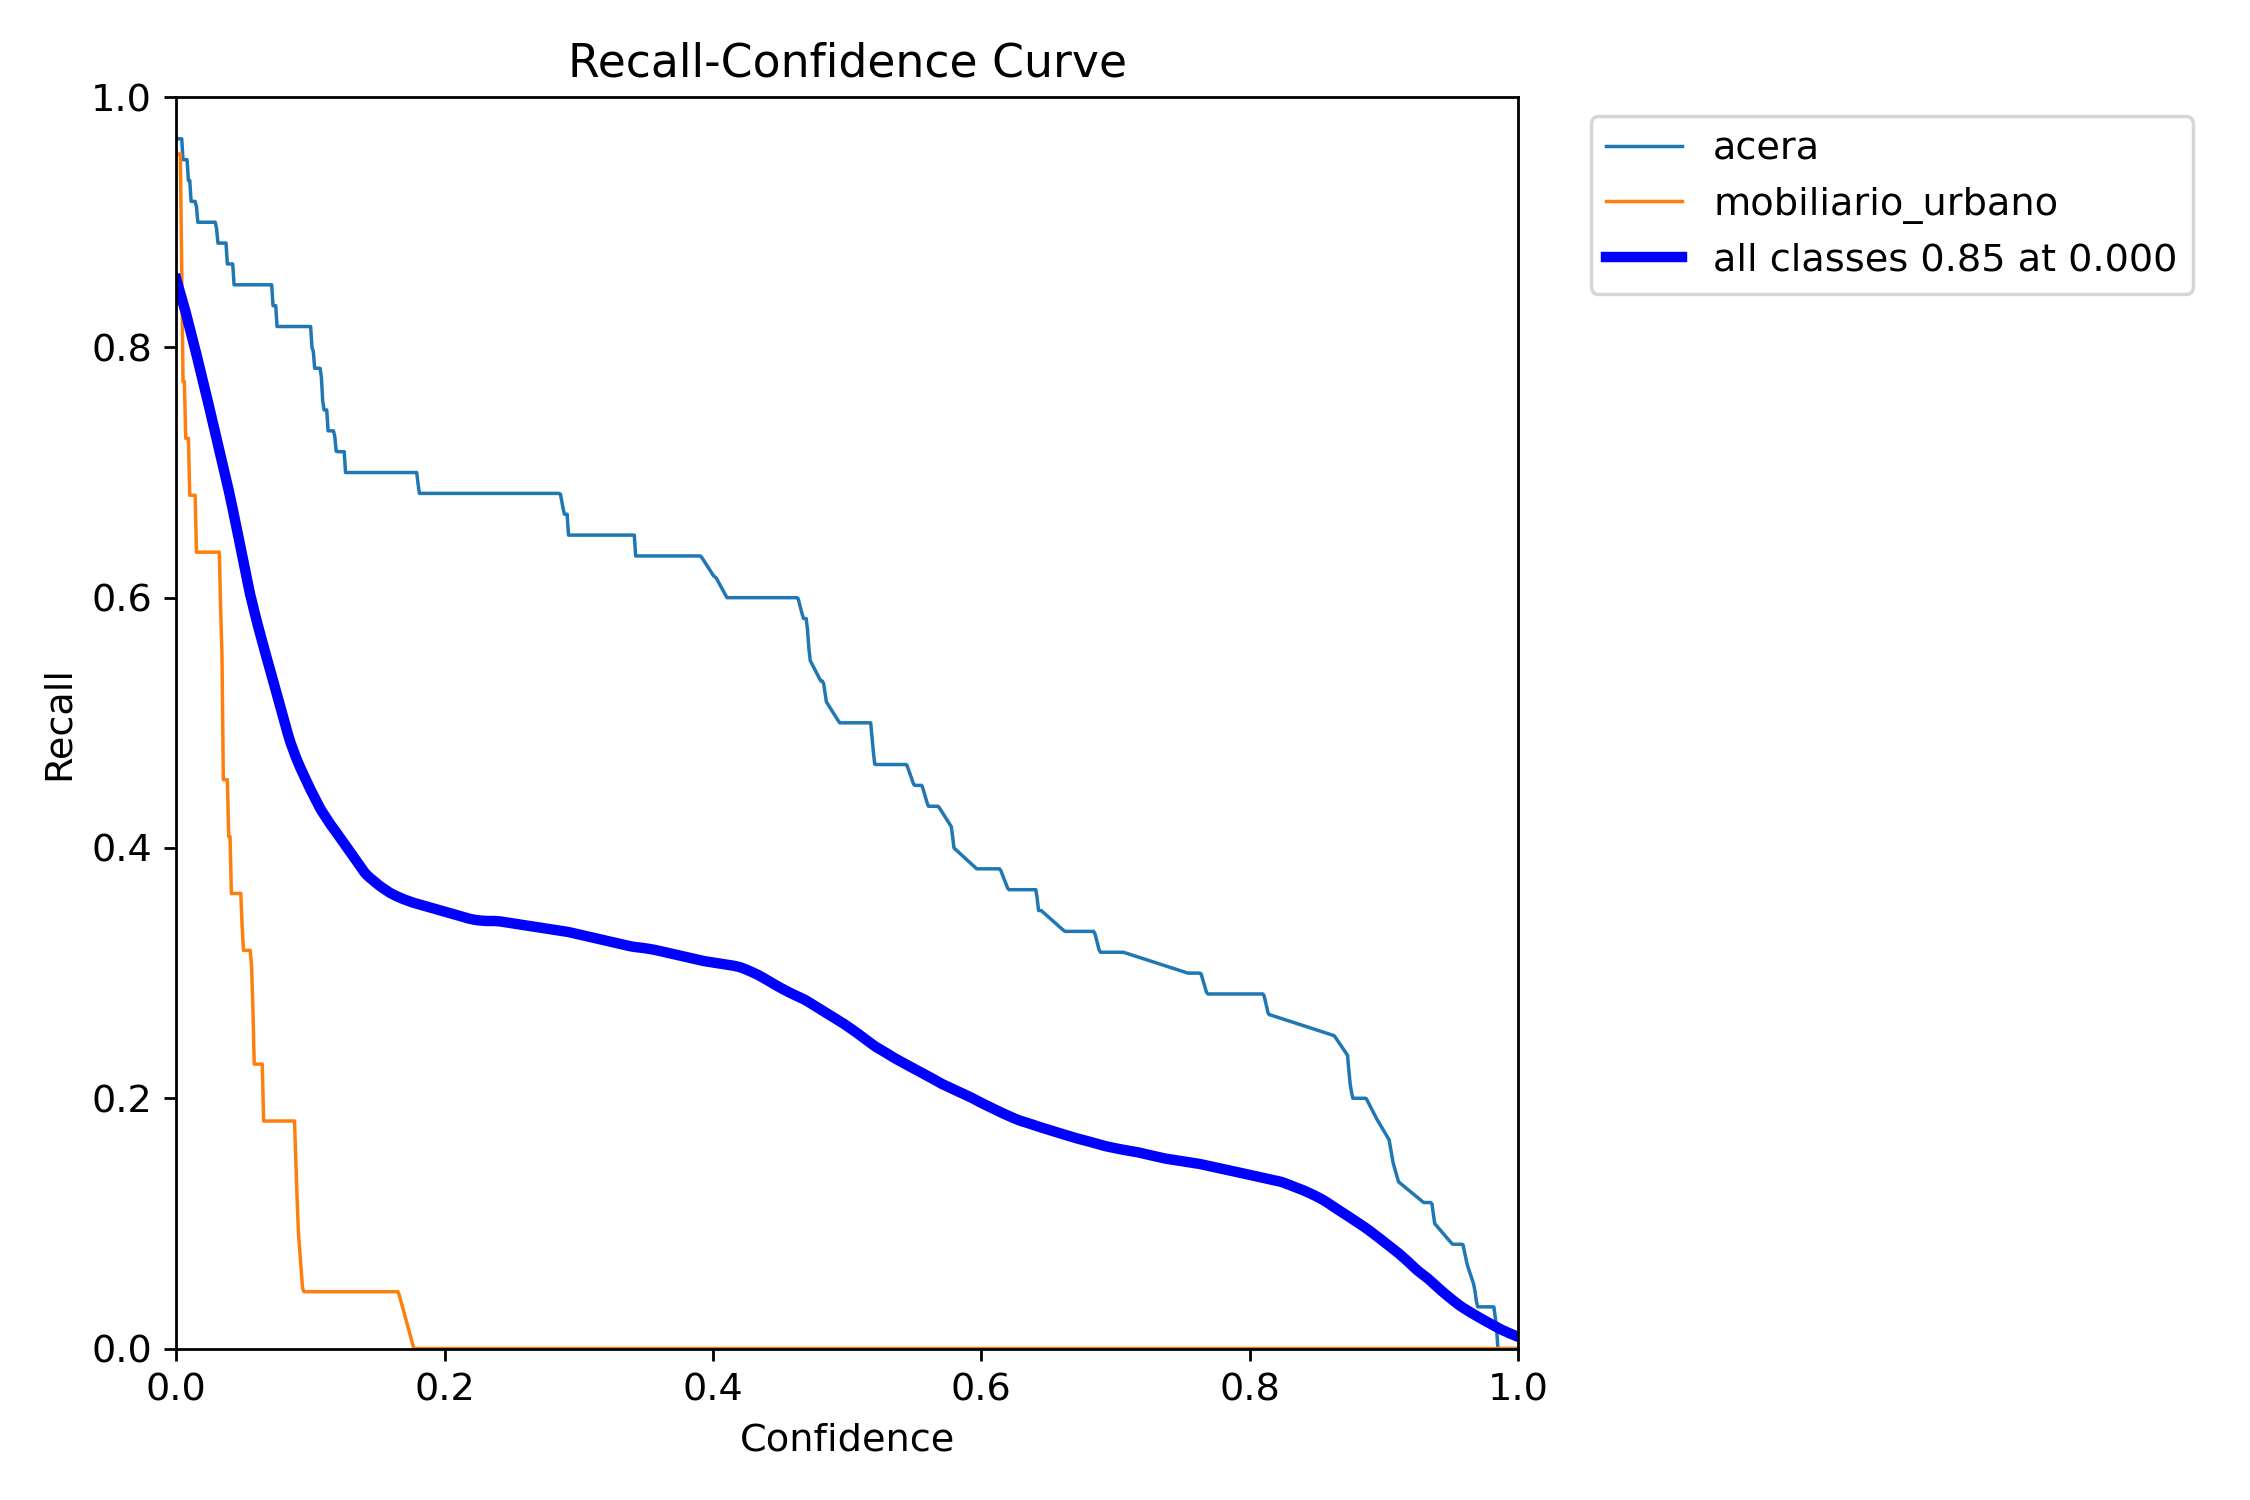 Recall-Confidence Curve
1.0
0.8
0.6
0.4
0.2
0.0
Recall
0.0 0.2 0.4 0.6 0.8 1.0
Confidence
acera
mobiliario_urbano
all classes 0.85 at 0.000